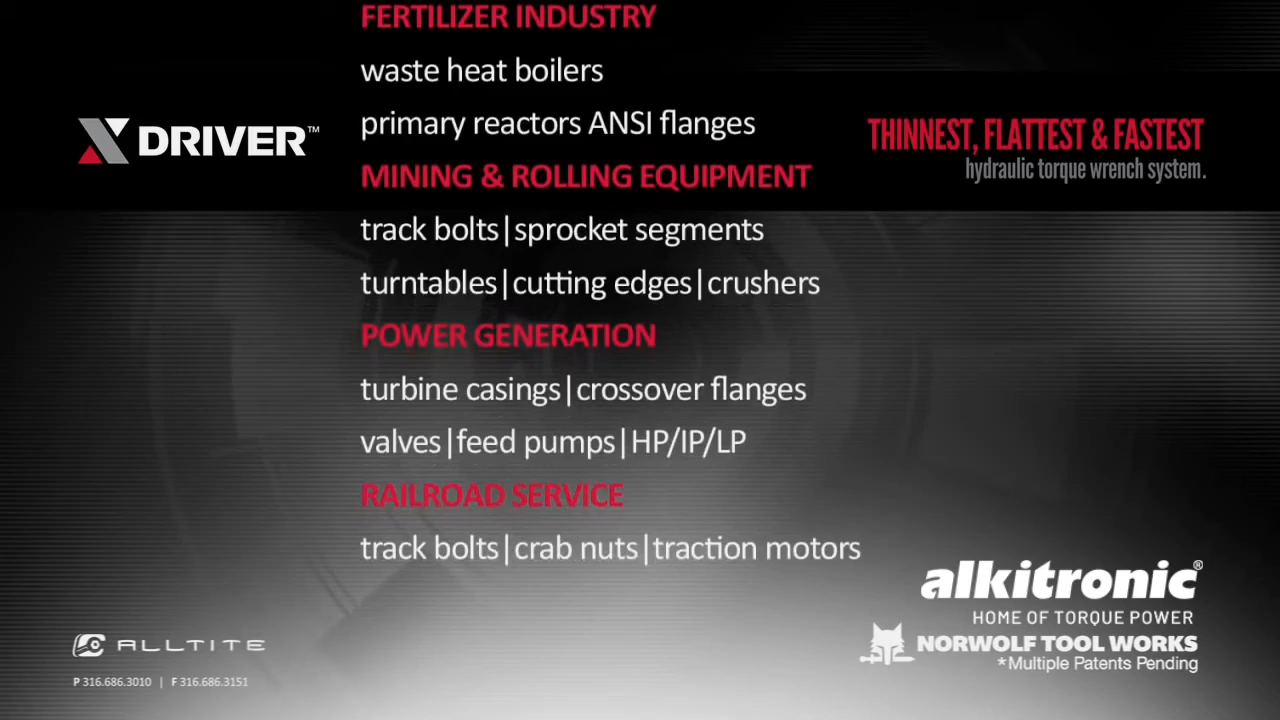 FERTILIZER INDUSTRY
waste heat boilers
primary reactors ANSI flanges
X DRIVER™
THINNEST, FLATTEST & FASTEST
hydraulic torque wrench system.
MINING & ROLLING EQUIPMENT
track bolts|sprocket segments
turntables|cutting edges|crushers
POWER GENERATION
turbine casings|crossover flanges
valves|feed pumps|HP/IP/LP
RAILROAD SERVICE
track bolts|crab nuts|traction motors
alkitronic®
HOME OF TORQUE POWER
NORWOLF TOOL WORKS
*Multiple Patents Pending
ALLTITE
P 316.686.3010 | F 316.686.3151